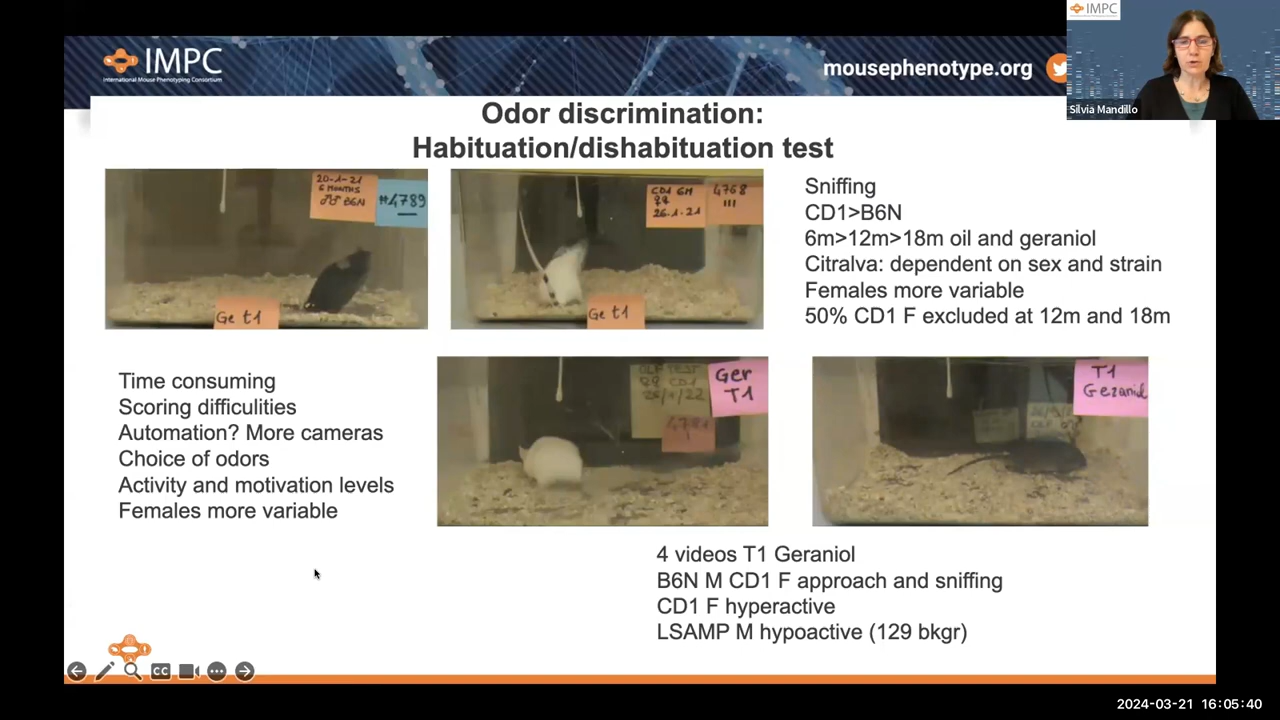 IMPC
International Mouse Phenotyping Consortium
mousephenotype.org
IMPC
Silvia Mandillo
Odor discrimination:
Habituation/dishabituation test
20-1-21
6 MONTHS
♂♂ B6N
#4789
Ge t1
CD1 6M
♀♀
26.1.21
4768
III
Ge t1
Sniffing
CD1>B6N
6m>12m>18m oil and geraniol
Citralva: dependent on sex and strain
Females more variable
50% CD1 F excluded at 12m and 18m
Time consuming
Scoring difficulties
Automation? More cameras
Choice of odors
Activity and motivation levels
Females more variable
OLF TEST
♀♀ CD1
Ger
T1
T1
Geraniol
4 videos T1 Geraniol
B6N M CD1 F approach and sniffing
CD1 F hyperactive
LSAMP M hypoactive (129 bkgr)
CC
2024-03-21 16:05:40